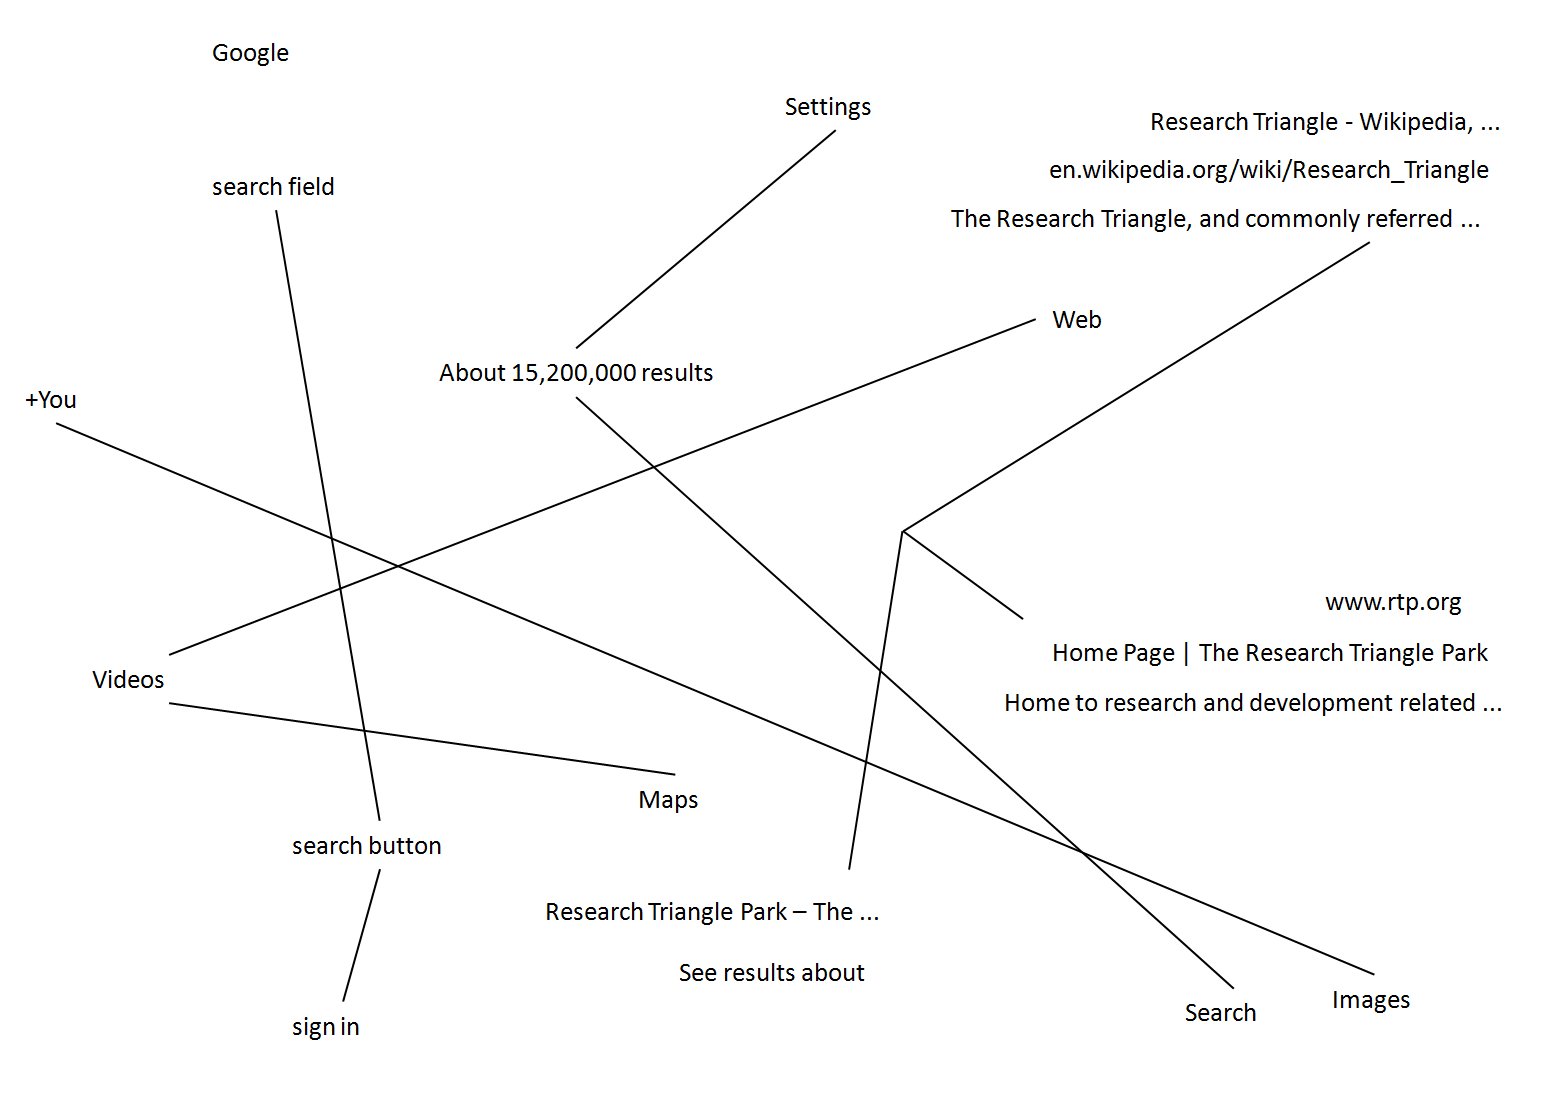 Google
Settings
Research Triangle - Wikipedia, ...
en.wikipedia.org/wiki/Research_Triangle
search field
The Research Triangle, and commonly referred ...
Web
About 15,200,000 results
+You
www.rtp.org
Home Page | The Research Triangle Park
Videos
Home to research and development related ...
Maps
search button
Research Triangle Park – The ...
See results about
Images
Search
sign in